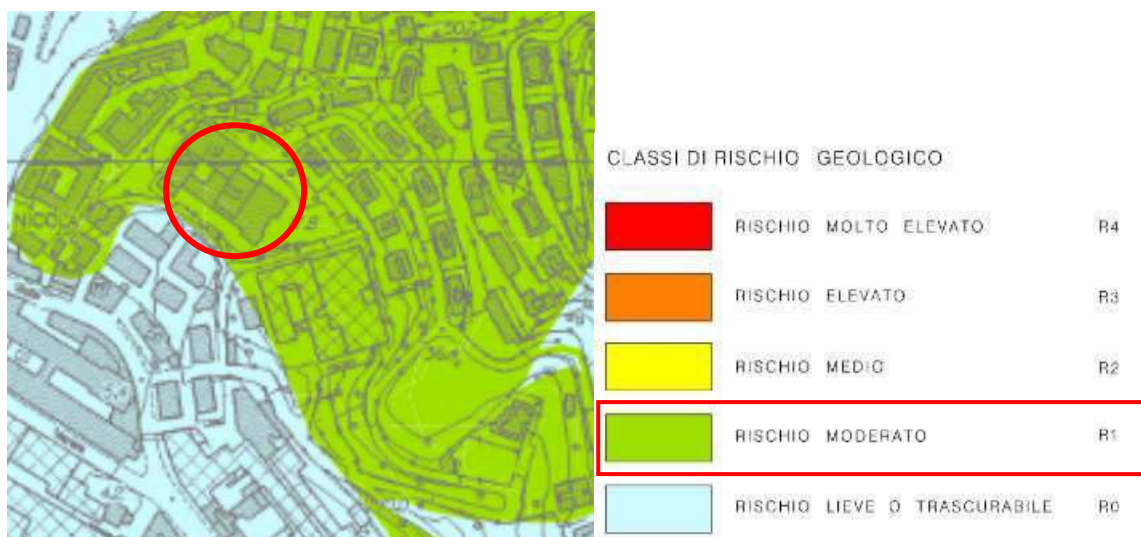 NICOLA
CLASSI DI RISCHIO GEOLOGICO
RISCHIO MOLTO ELEVATO R4
RISCHIO ELEVATO R3
RISCHIO MEDIO R2
RISCHIO MODERATO R1
RISCHIO LIEVE O TRASCURABILE R0